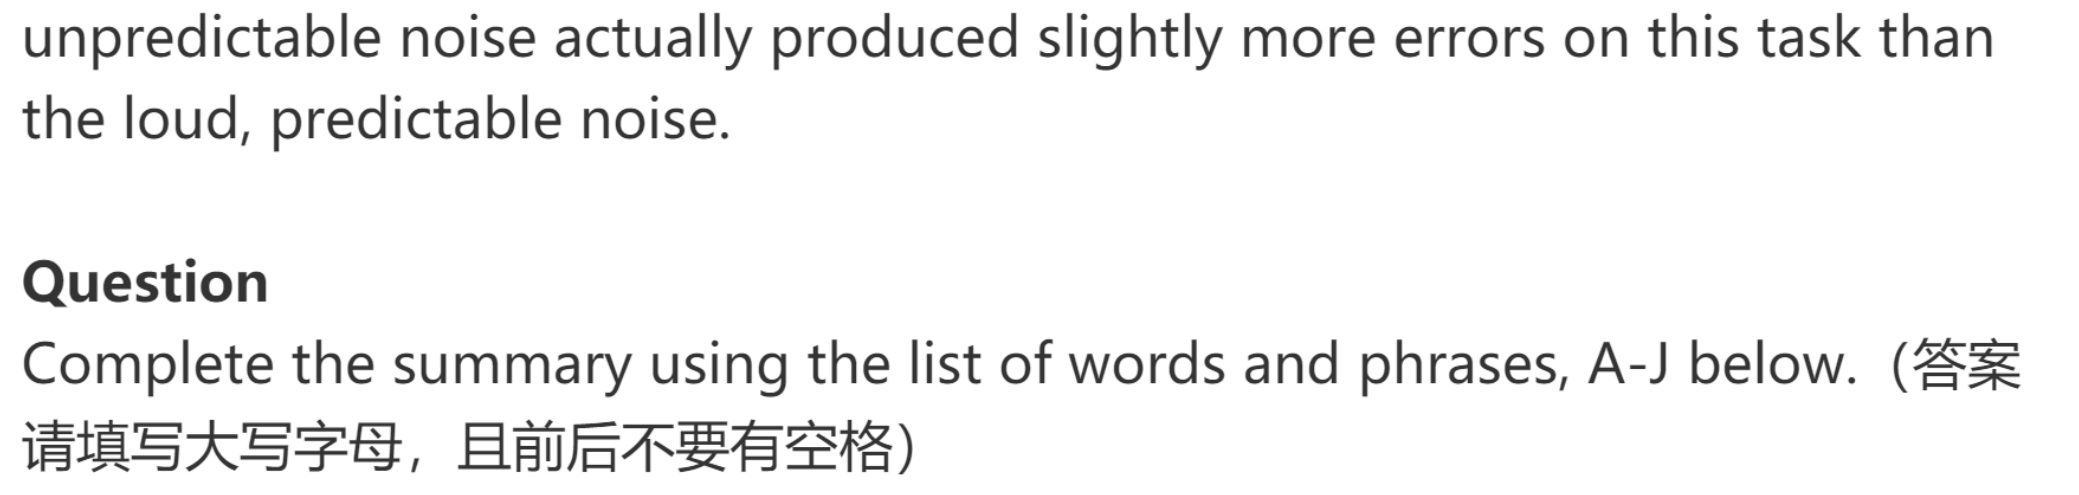 unpredictable noise actually produced slightly more errors on this task than
the loud, predictable noise.
Question
Complete the summary using the list of words and phrases, A-J below.（答案
请填写大写字母，且前后不要有空格）